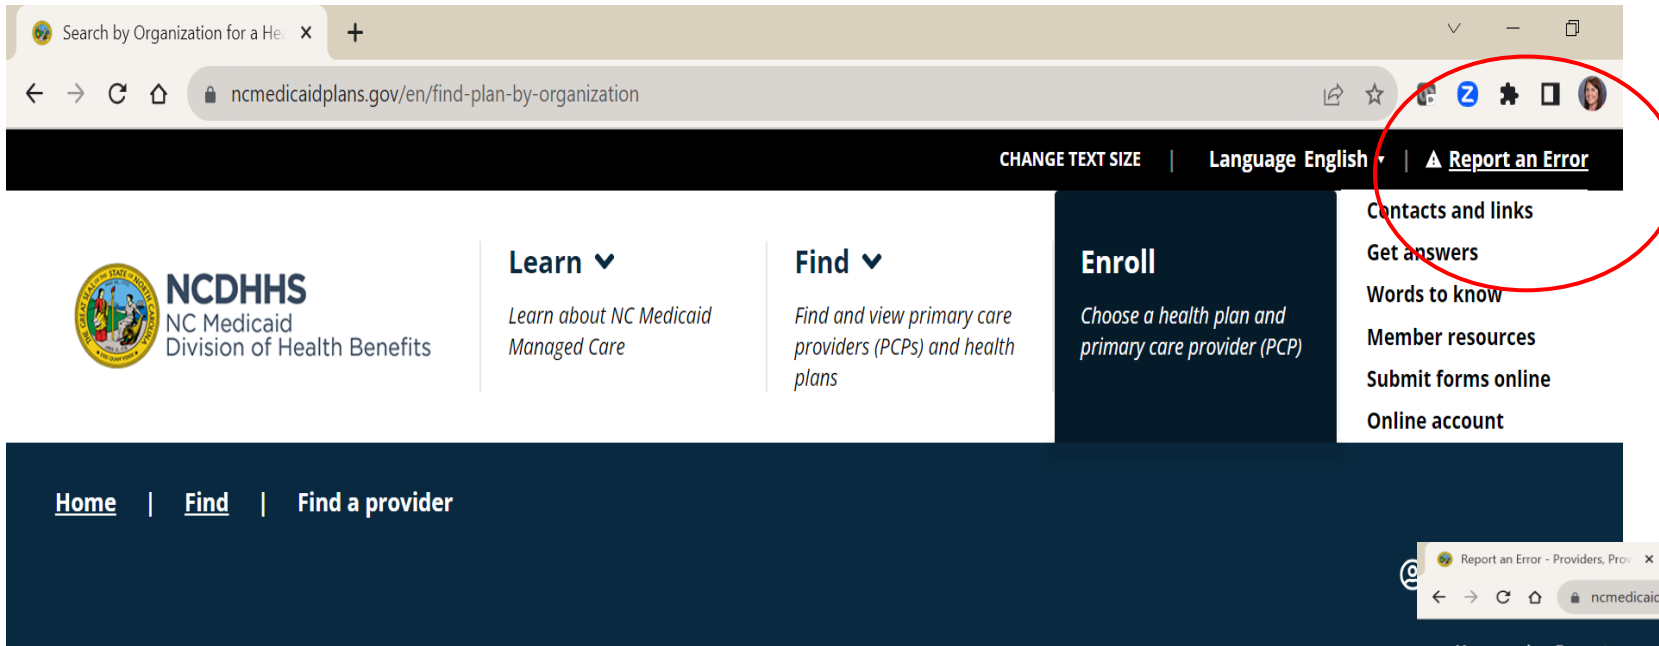 Search by Organization for a He
ncmedicaidplans.gov/en/find-plan-by-organization
CHANGE TEXT SIZE | Language English | Report an Error
Contacts and links
Get answers
Words to know
Member resources
Submit forms online
Online account
NCDHHS
NC Medicaid
Division of Health Benefits
Learn
Learn about NC Medicaid
Managed Care
Find
Find and view primary care
providers (PCPs) and health
plans
Enroll
Choose a health plan and
primary care provider (PCP)
Home | Find | Find a provider
Report an Error - Providers, Prov
ncmedicaid